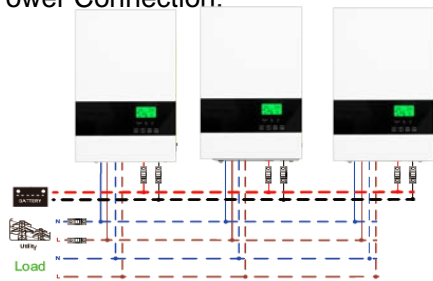 ower Connection:
BATTERY
N
Utility
L
N
Load
L